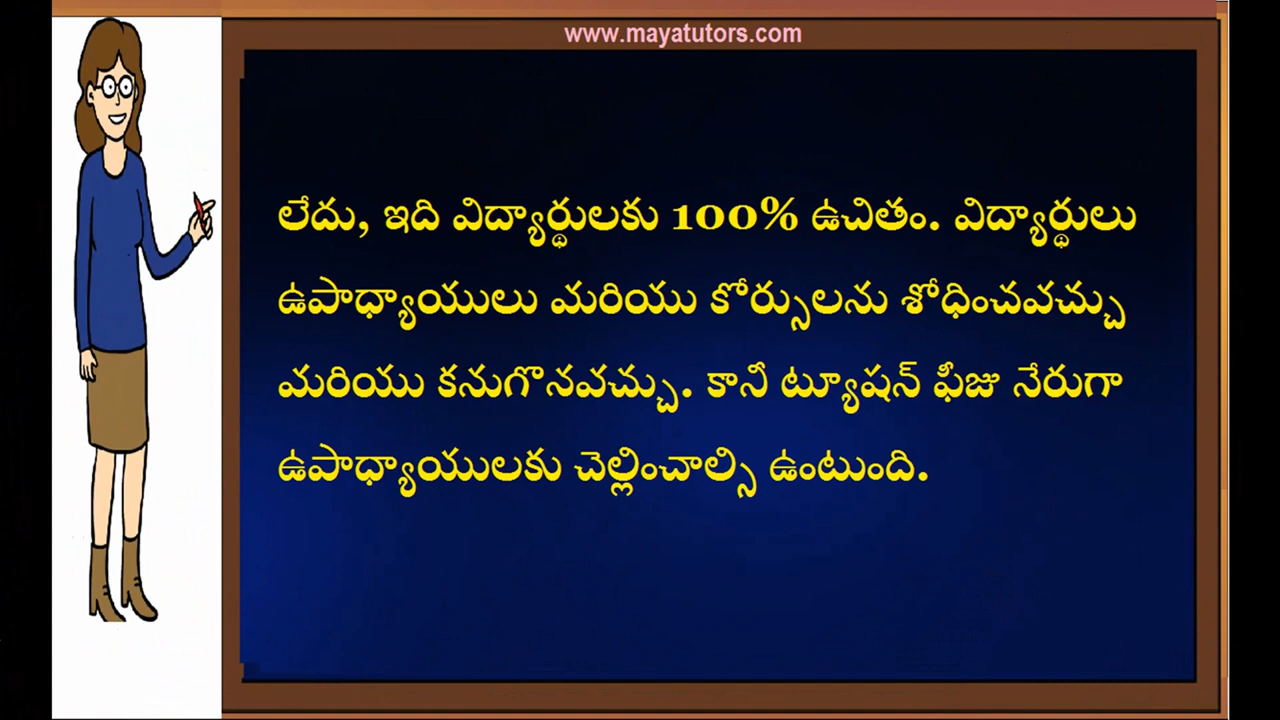 www.mayatutors.com
లేదు, ఇది విద్యార్థులకు 100% ఉచితం. విద్యార్థులు
ఉపాధ్యాయులు మరియు కోర్సులను శోధించవచ్చు
మరియు కనుగొనవచ్చు. కానీ ట్యూషన్ ఫీజు నేరుగా
ఉపాధ్యాయులకు చెల్లించాల్సి ఉంటుంది.